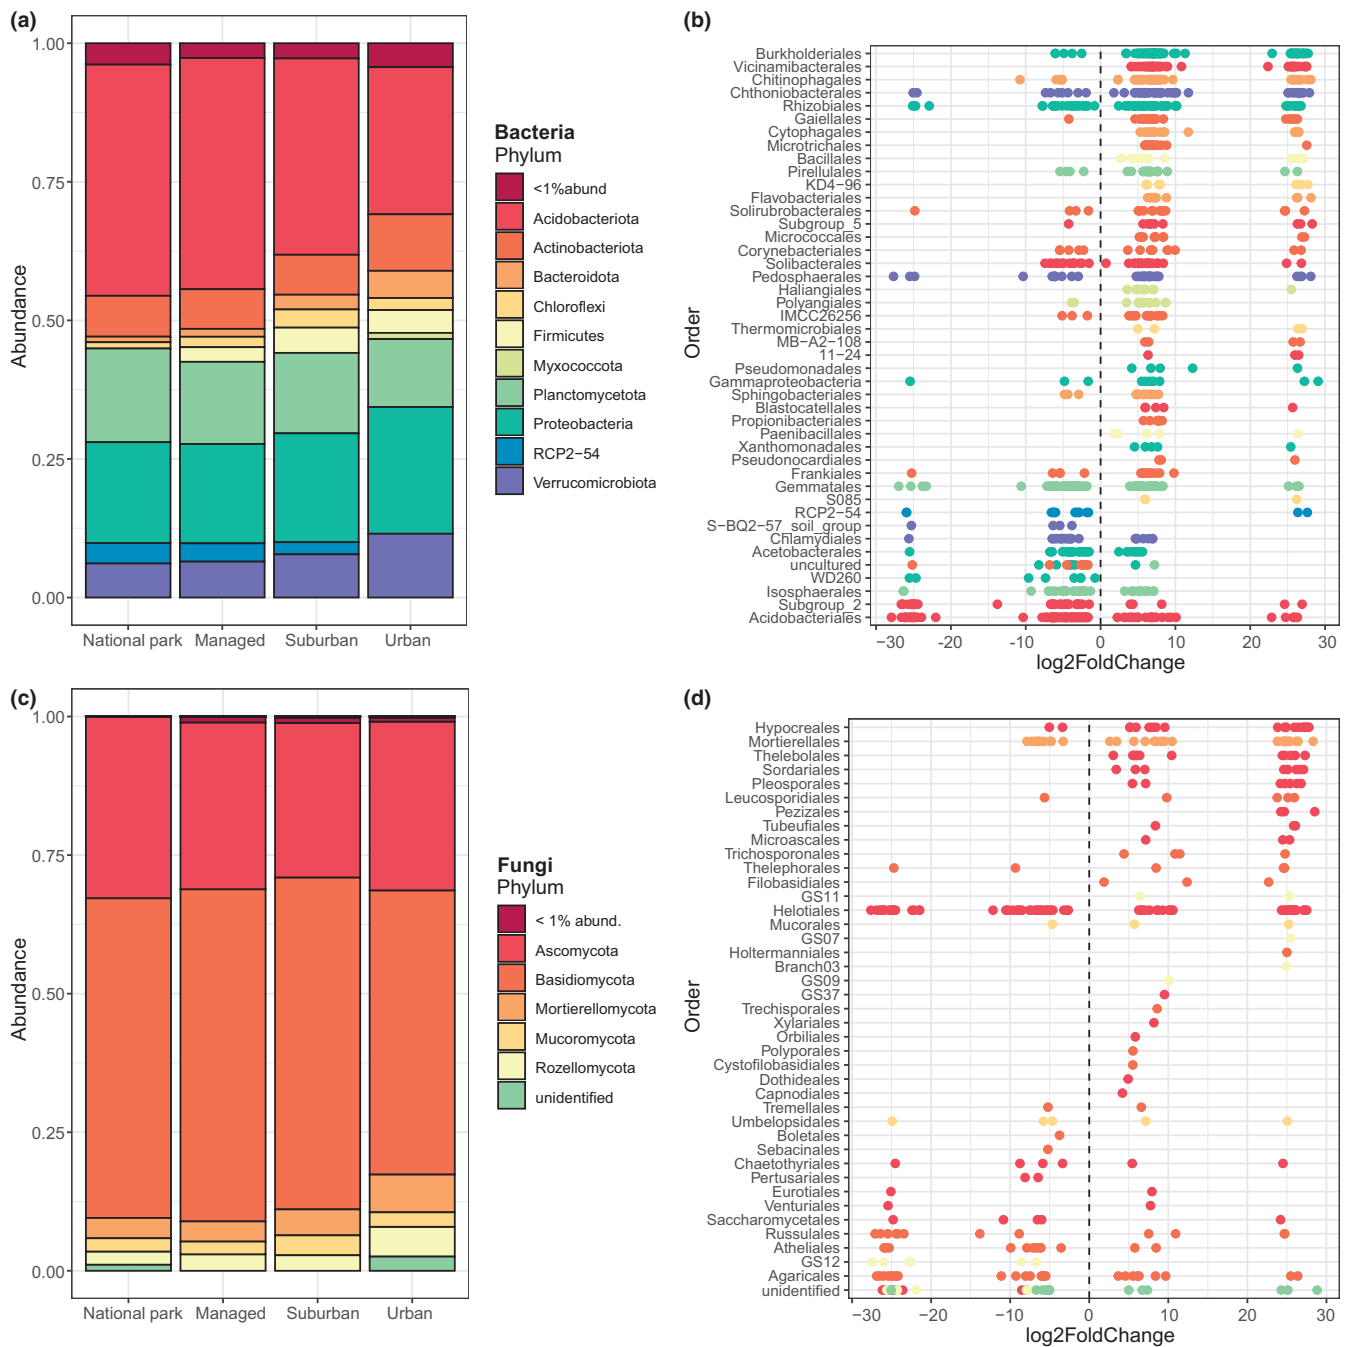 (a)
1.00
0.75
0.50
0.25
0.00
Abundance
National park
Managed
Suburban
Urban
Bacteria
Phylum
<1%abund
Acidobacteriota
Actinobacteriota
Bacteroidota
Chloroflexi
Firmicutes
Myxococcota
Planctomycetota
Proteobacteria
RCP2−54
Verrucomicrobiota
(b)
Order
Burkholderiales
Vicinamibacterales
Chitinophagales
Chthoniobacterales
Rhizobiales
Gaiellales
Cytophagales
Microtrichales
Bacillales
Pirellulales
KD4−96
Flavobacteriales
Solirubrobacterales
Subgroup_5
Micrococcales
Corynebacteriales
Solibacterales
Pedosphaerales
Haliangiales
Polyangiales
IMCC26256
Thermomicrobiales
MB−A2−108
11−24
Pseudomonadales
Gammaproteobacteria
Sphingobacteriales
Blastocatellales
Propionibacteriales
Paenibacillales
Xanthomonadales
Pseudonocardiales
Frankiales
Gemmatales
S085
RCP2−54
S−BQ2−57_soil_group
Chlamydiales
Acetobacterales
uncultured
WD260
Isosphaerales
Subgroup_2
Acidobacteriales
−30
-20
-10
0
10
20
30
log2FoldChange
(c)
1.00
0.75
0.50
0.25
0.00
Abundance
National park
Managed
Suburban
Urban
Fungi
Phylum
< 1% abund.
Ascomycota
Basidiomycota
Mortierellomycota
Mucoromycota
Rozellomycota
unidentified
(d)
Order
Hypocreales
Mortierellales
Thelebolales
Sordariales
Pleosporales
Leucosporidiales
Pezizales
Tubeufiales
Microascales
Trichosporonales
Thelephorales
Filobasidiales
GS11
Helotiales
Mucorales
GS07
Holtermanniales
Branch03
GS09
GS37
Trechisporales
Xylariales
Orbiliales
Polyporales
Cystofilobasidiales
Dothideales
Capnodiales
Tremellales
Umbelopsidales
Boletales
Sebacinales
Chaetothyriales
Pertusariales
Eurotiales
Venturiales
Saccharomycetales
Russulales
Atheliales
GS12
Agaricales
unidentified
−30
−20
−10
0
10
20
30
log2FoldChange